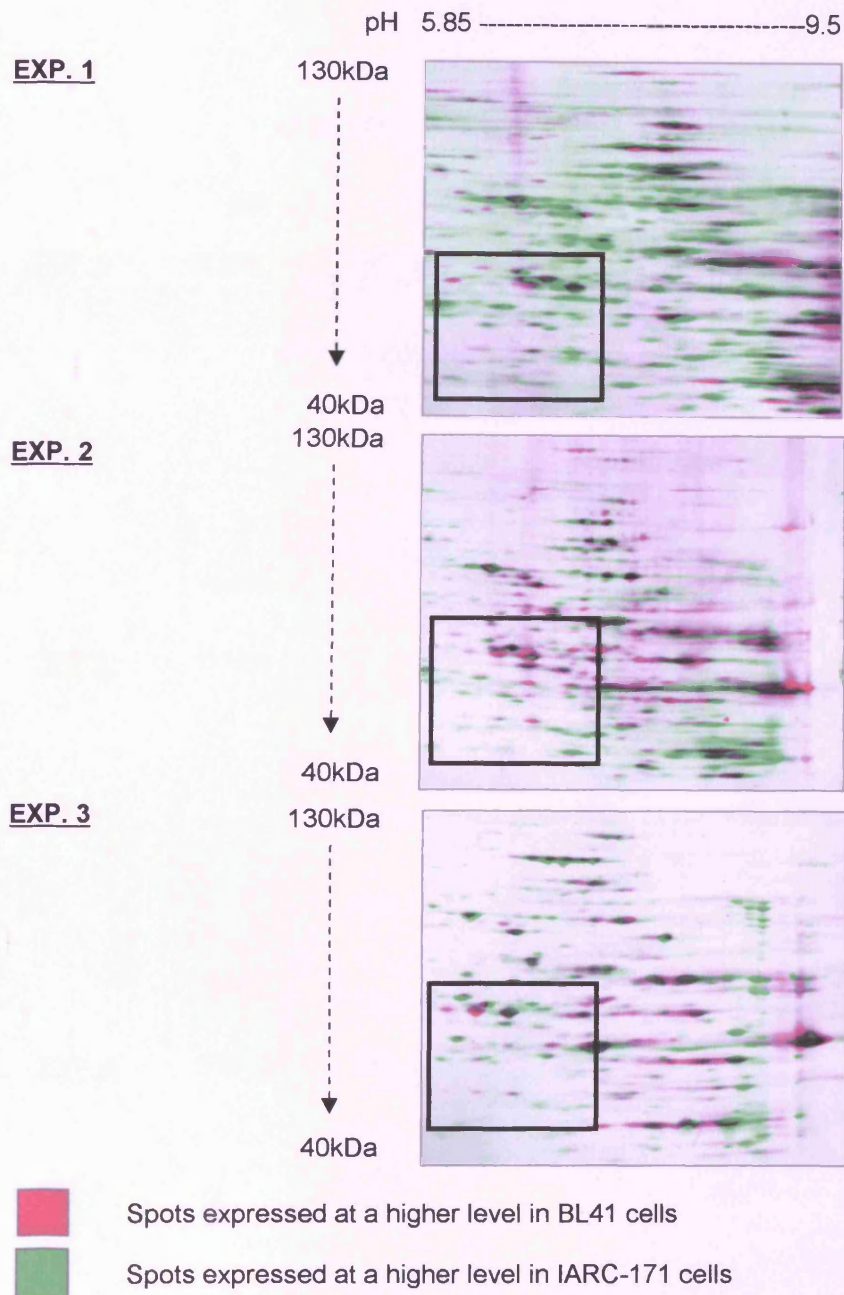 pH 5.85 ---------------------------9.5
EXP. 1
130kDa
40kDa
EXP. 2
130kDa
40kDa
EXP. 3
130kDa
40kDa
Spots expressed at a higher level in BL41 cells
Spots expressed at a higher level in IARC-171 cells